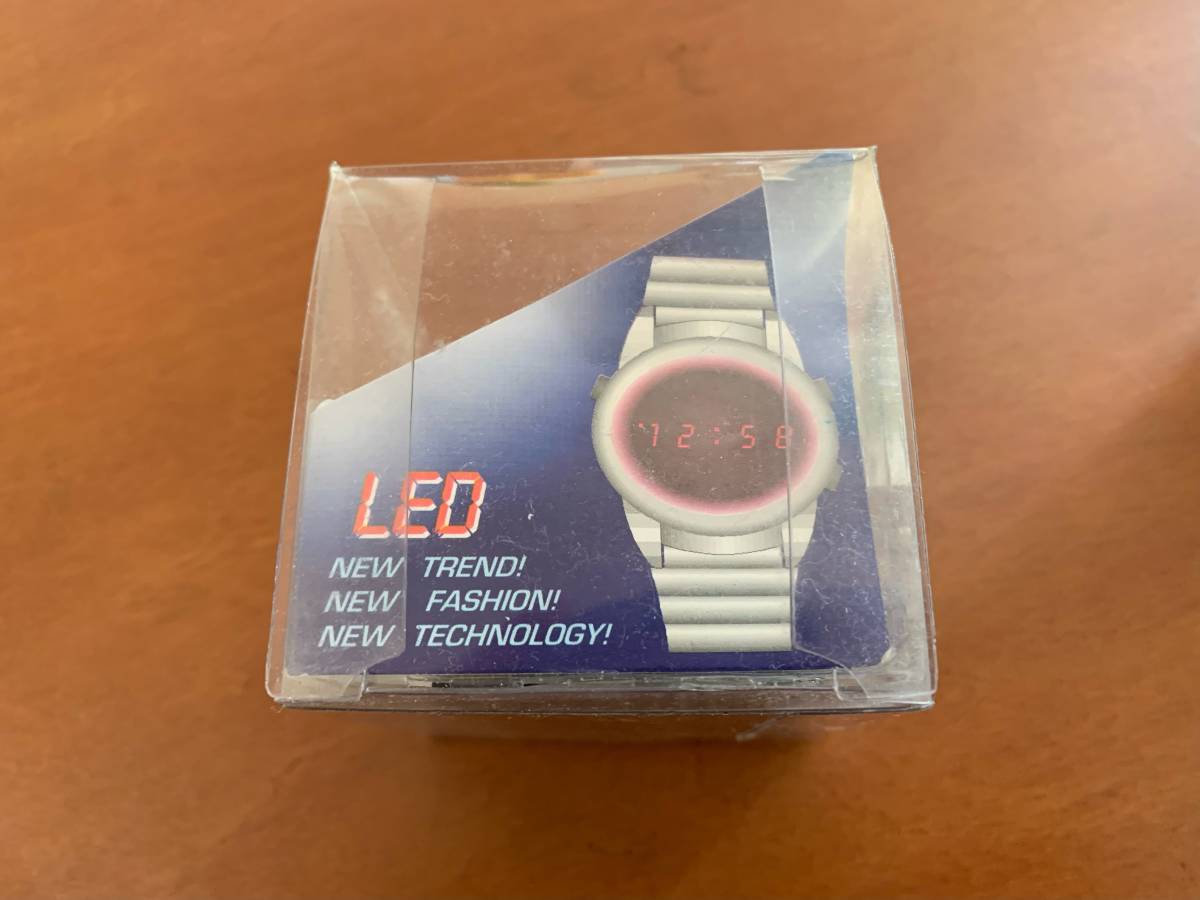 12:58
LED
NEW TREND!
NEW FASHION!
NEW TECHNOLOGY!